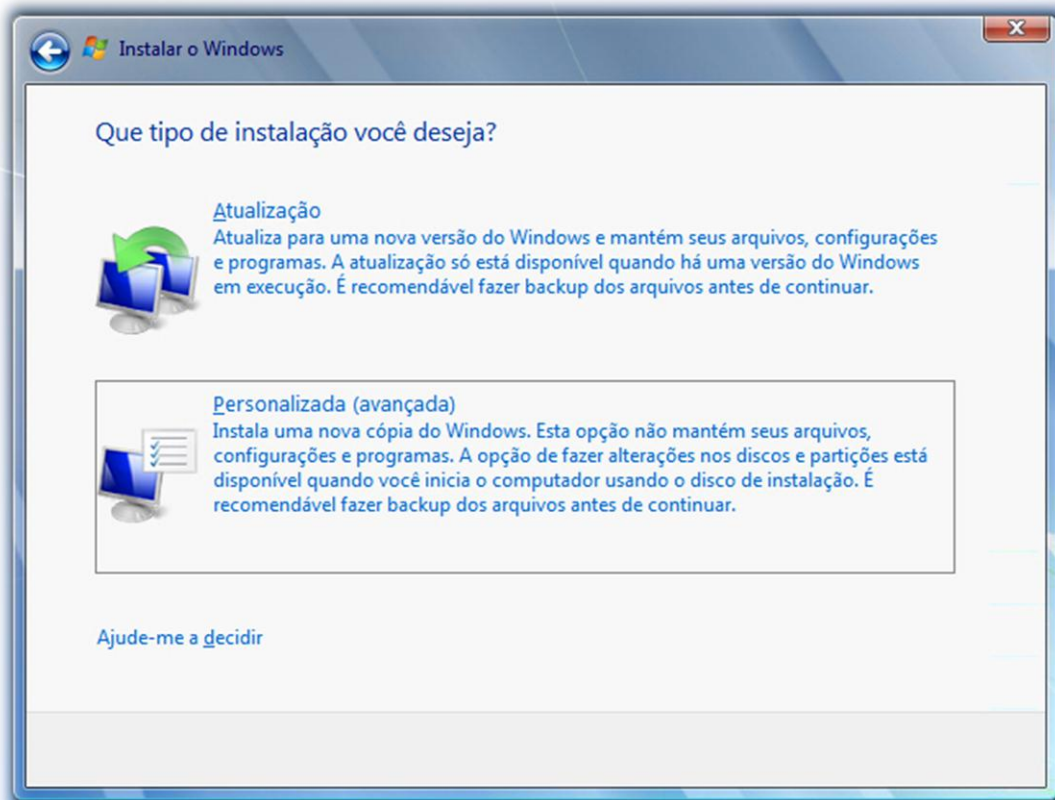 Instalar o Windows
Que tipo de instalação você deseja?
Atualização
Atualiza para uma nova versão do Windows e mantém seus arquivos, configurações
e programas. A atualização só está disponível quando há uma versão do Windows
em execução. É recomendável fazer backup dos arquivos antes de continuar.
Personalizada (avançada)
Instala uma nova cópia do Windows. Esta opção não mantém seus arquivos,
configurações e programas. A opção de fazer alterações nos discos e partições está
disponível quando você inicia o computador usando o disco de instalação. É
recomendável fazer backup dos arquivos antes de continuar.
Ajude-me a decidir